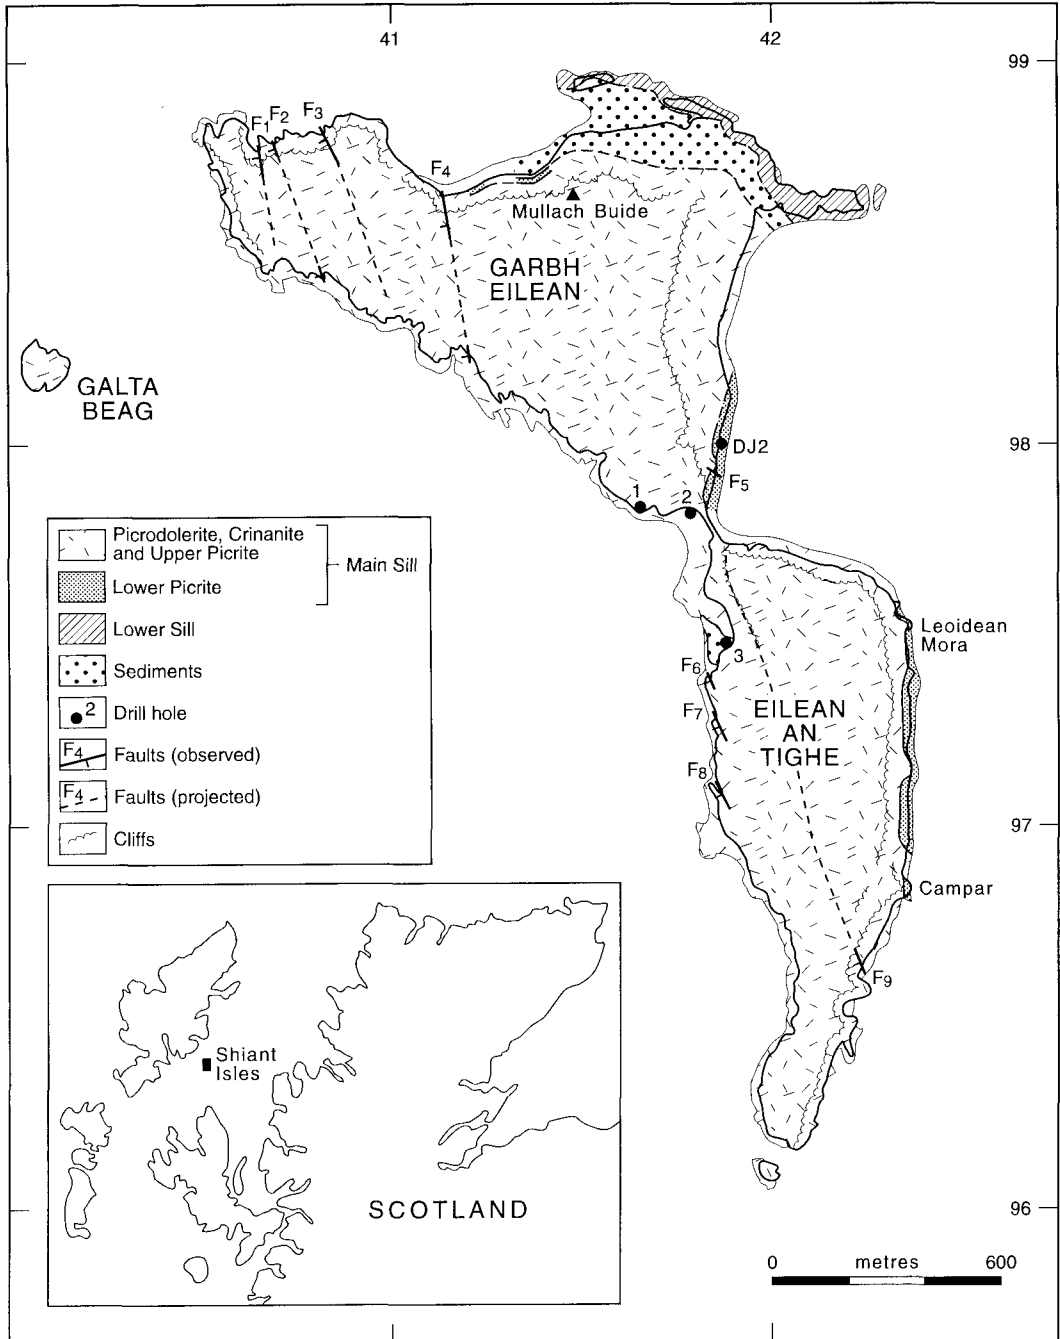 41
42
99
F1
F2
F3
F4
Mullach Buide
GARBH
EILEAN
GALTA
BEAG
98
DJ2
F5
1
2
Picrodolerite, Crinanite
and Upper Picrite
Main Sill
Lower Picrite
Lower Sill
Sediments
2
Drill hole
F4
Faults (observed)
F4
Faults (projected)
Cliffs
Leoidean
Mora
3
F6
F7
EILEAN
AN
TIGHE
F8
97
Campar
F9
Shiant
Isles
SCOTLAND
96
0 metres 600